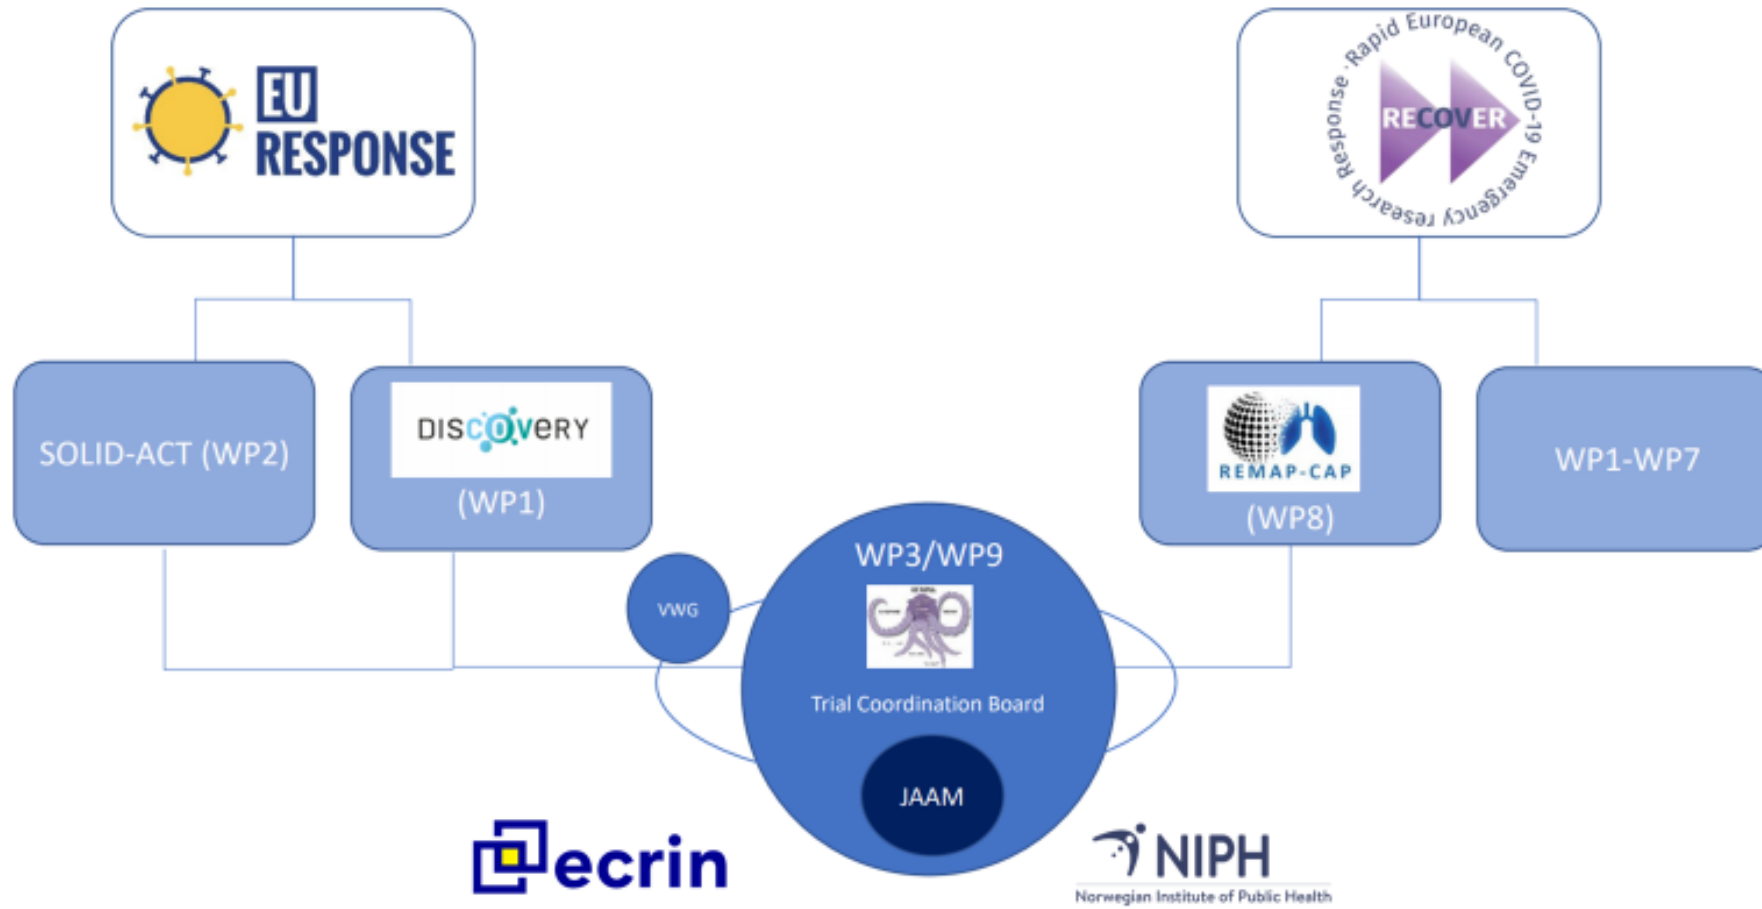 EU
RESPONSE
Rapid European COVID-19 Emergency research Response
RECOVER
SOLID-ACT (WP2)
DISCOVERY
(WP1)
REMAP-CAP
(WP8)
WP1-WP7
WP3/WP9
VWG
Trial Coordination Board
JAAM
ecrin
NIPH
Norwegian Institute of Public Health